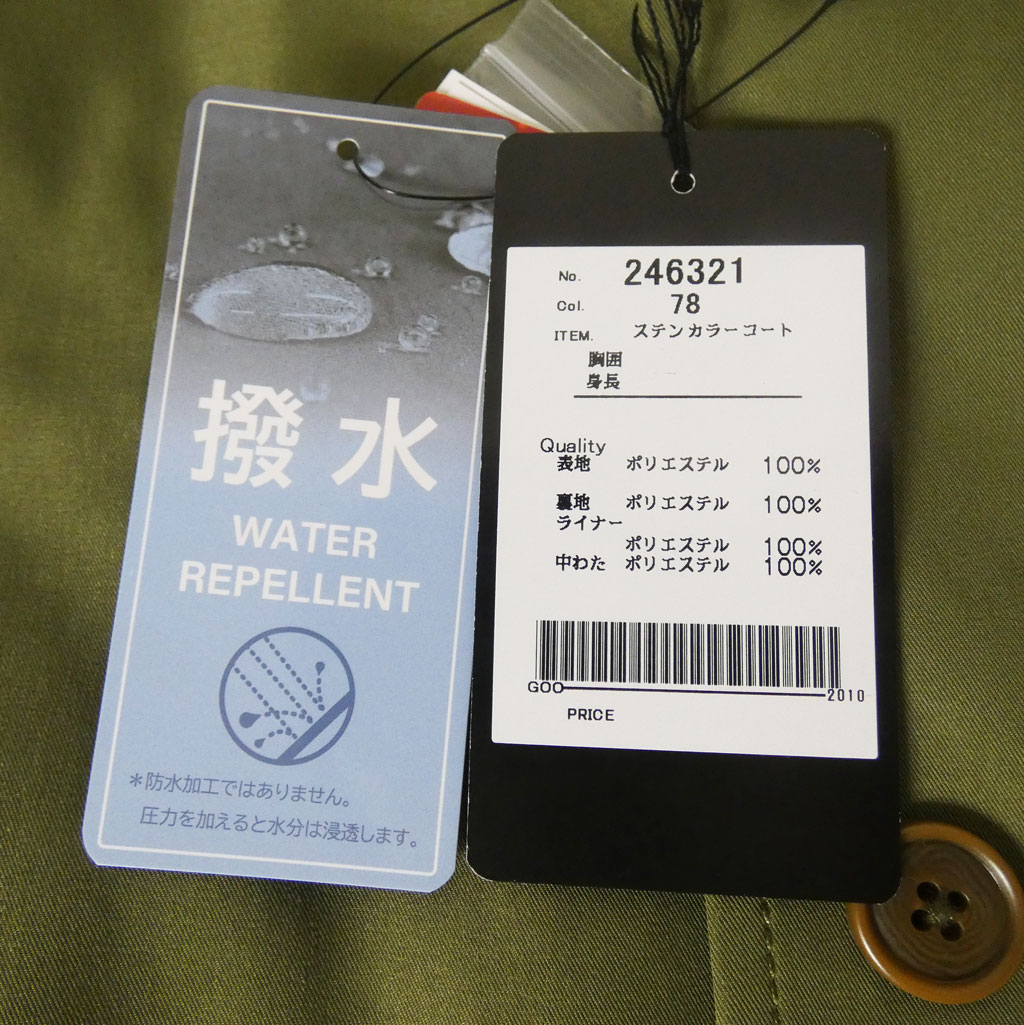 撥水
WATER
REPELLENT
*防水加工ではありません。
圧力を加えると水分は浸透します。
No. 246321
Col. 78
ITEM. ステンカラーコート
胸囲
身長
Quality
表地 ポリエステル 100%
裏地 ポリエステル 100%
ライナー
ポリエステル 100%
中わた ポリエステル 100%
GOO 2010
PRICE